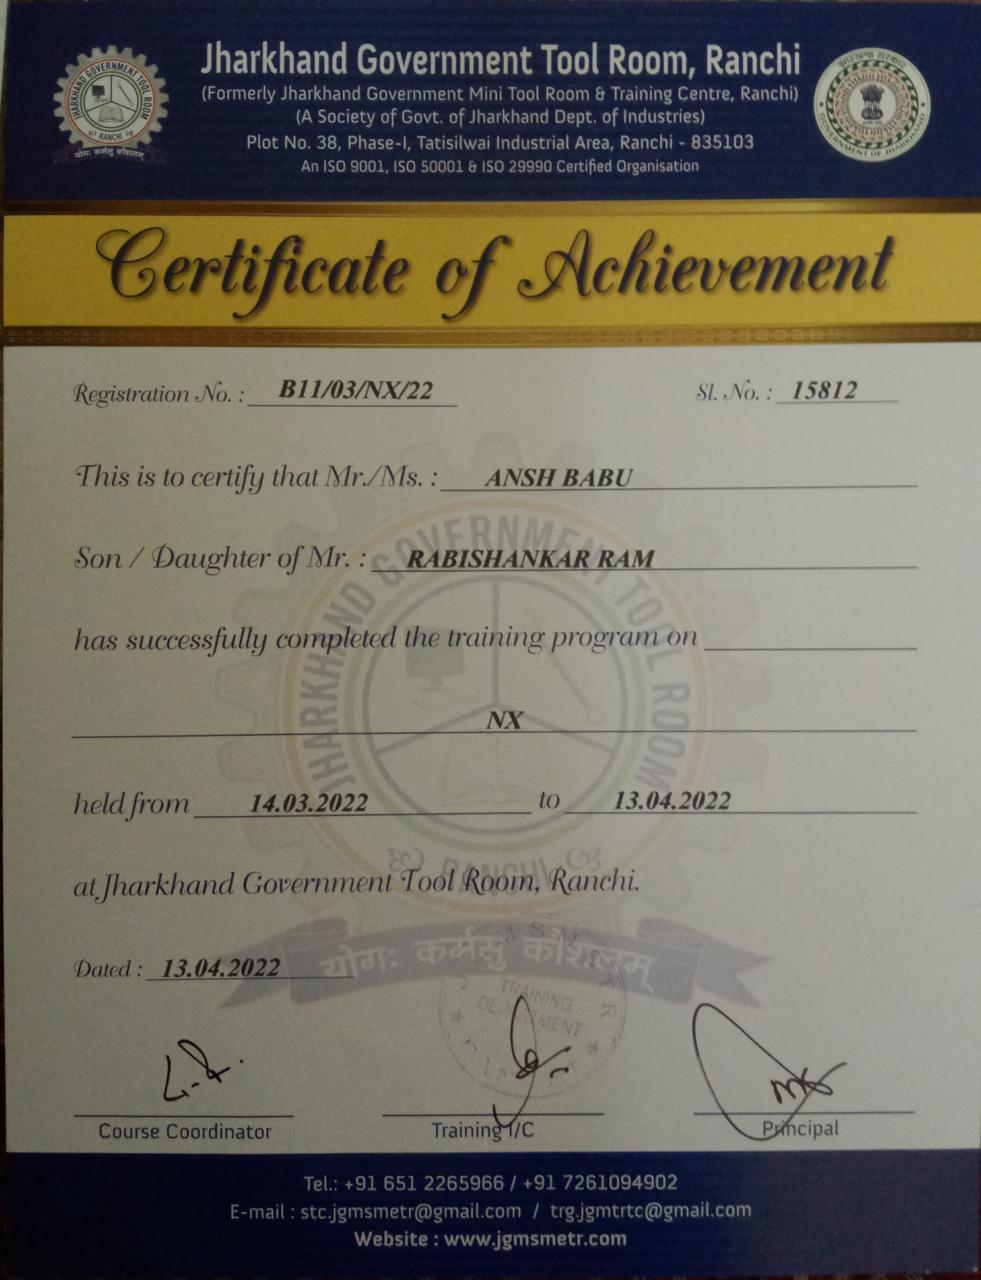 Jharkhand Government Tool Room, Ranchi
(Formerly Jharkhand Government Mini Tool Room & Training Centre, Ranchi)
(A Society of Govt. of Jharkhand Dept. of Industries)
Plot No. 38, Phase-I, Tatisilwai Industrial Area, Ranchi - 835103
An ISO 9001, ISO 50001 & ISO 29990 Certified Organisation
JHARKHAND GOVERNMENT TOOL ROOM
RANCHI
योगः कर्मसु कौशलम्
झारखण्ड सरकार
GOVERNMENT OF JHARKHAND
Certificate of Achievement
Registration No. : B11/03/NX/22 Sl. No. : 15812
This is to certify that Mr./Ms. : ANSH BABU
Son / Daughter of Mr. : RABISHANKAR RAM
has successfully completed the training program on
NX
held from 14.03.2022 to 13.04.2022
at Jharkhand Government Tool Room, Ranchi.
Dated : 13.04.2022
JHARKHAND GOVERNMENT TOOL ROOM
RANCHI
योगः कर्मसु कौशलम्
TRAINING
DEPARTMENT
Course Coordinator Training I/C Principal
Tel.: +91 651 2265966 / +91 7261094902
E-mail : stc.jgmsmetr@gmail.com / trg.jgmtrtc@gmail.com
Website : www.jgmsmetr.com